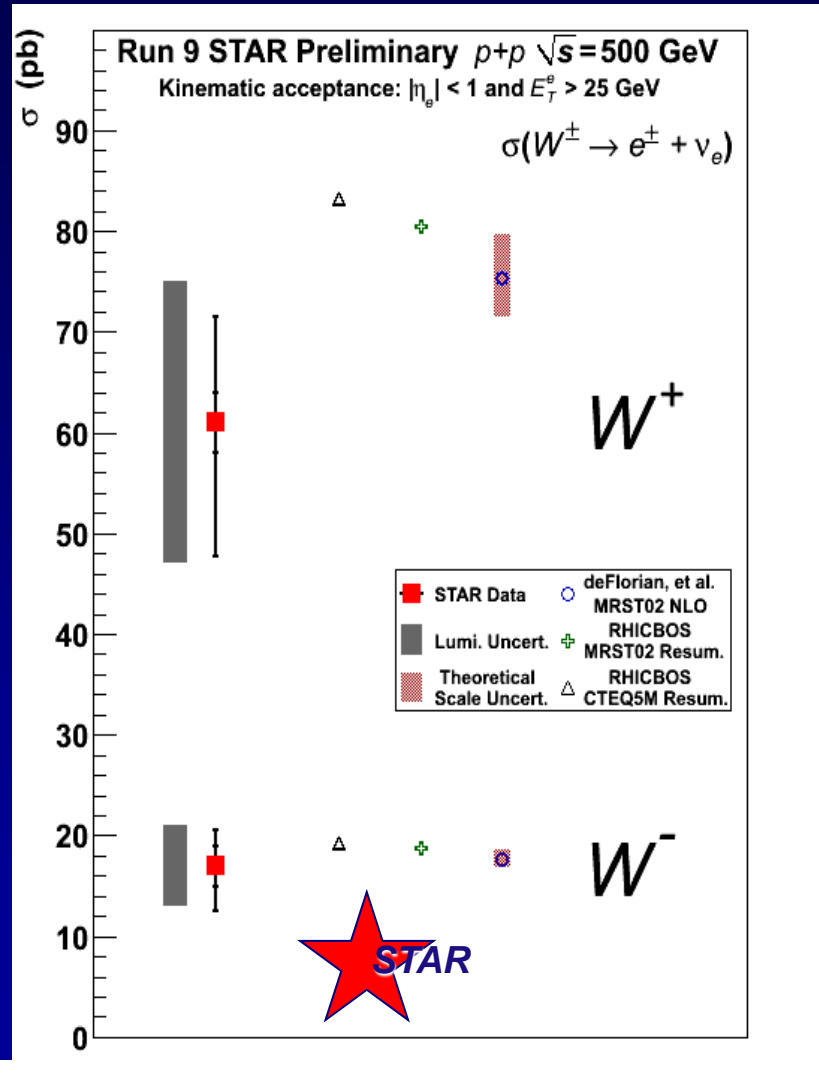 Run 9 STAR Preliminary p+p √s=500 GeV
Kinematic acceptance: |ηₑ| < 1 and E_T^e > 25 GeV
σ (pb)
σ(W± → e± + νₑ)
90
80
70
60
50
40
30
20
10
0
W⁺
STAR Data
Lumi. Uncert.
Theoretical
Scale Uncert.
deFlorian, et al.
MRST02 NLO
RHICBOS
MRST02 Resum.
RHICBOS
CTEQ5M Resum.
W⁻
STAR